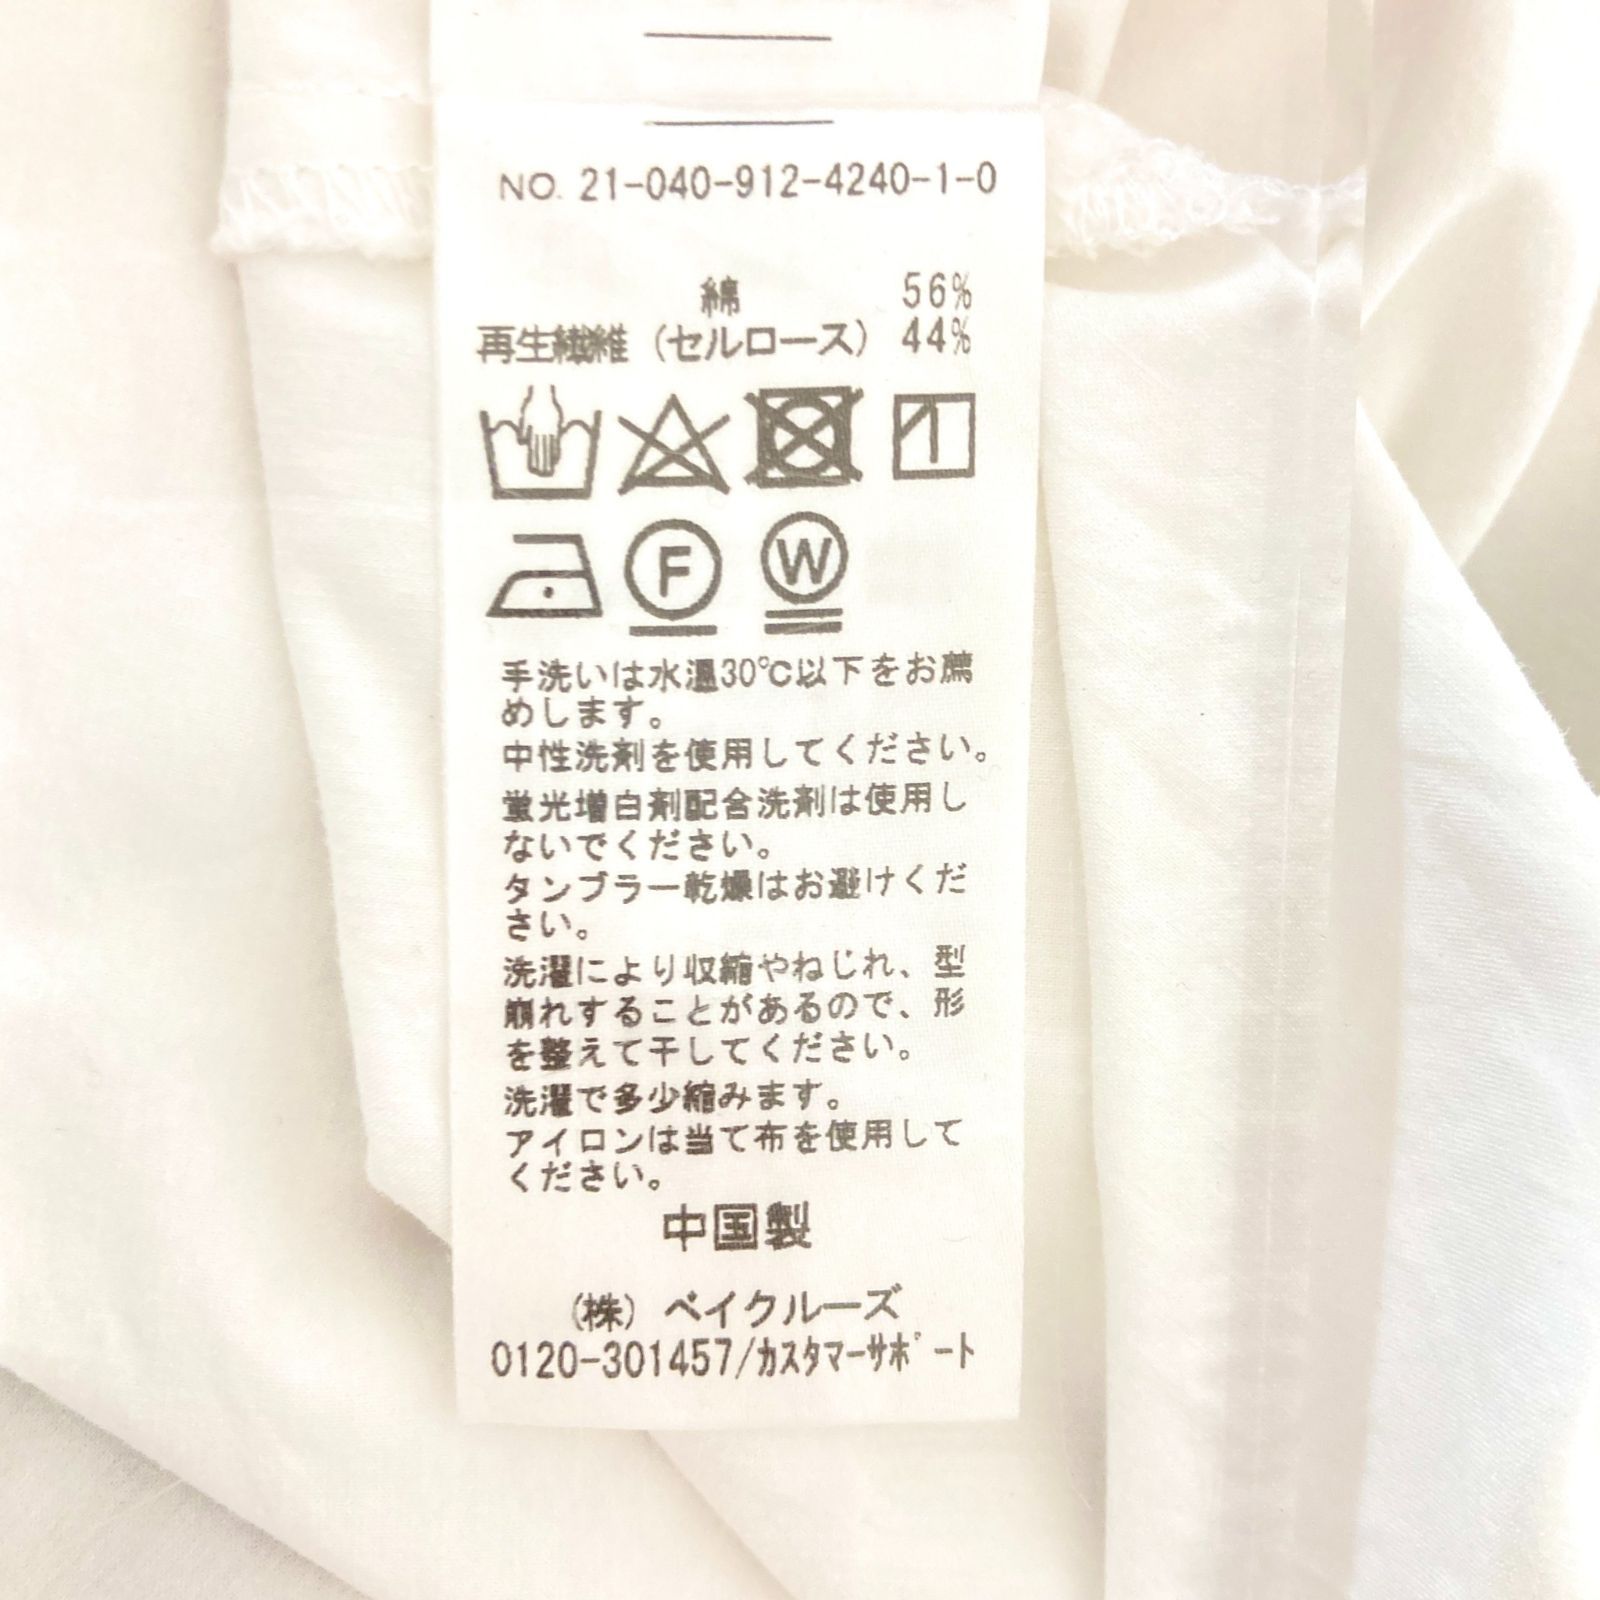 NO. 21-040-912-4240-1-0
綿 56%
再生繊維（セルロース） 44%
F W
手洗いは水温30℃以下をお薦
めします。
中性洗剤を使用してください。
蛍光増白剤配合洗剤は使用し
ないでください。
タンブラー乾燥はお避けくだ
さい。
洗濯により収縮やねじれ、型
崩れすることがあるので、形
を整えて干してください。
洗濯で多少縮みます。
アイロンは当て布を使用して
ください。
中国製
（株）ベイクルーズ
0120-301457/ｶｽﾀﾏｰｻﾎﾟｰﾄ